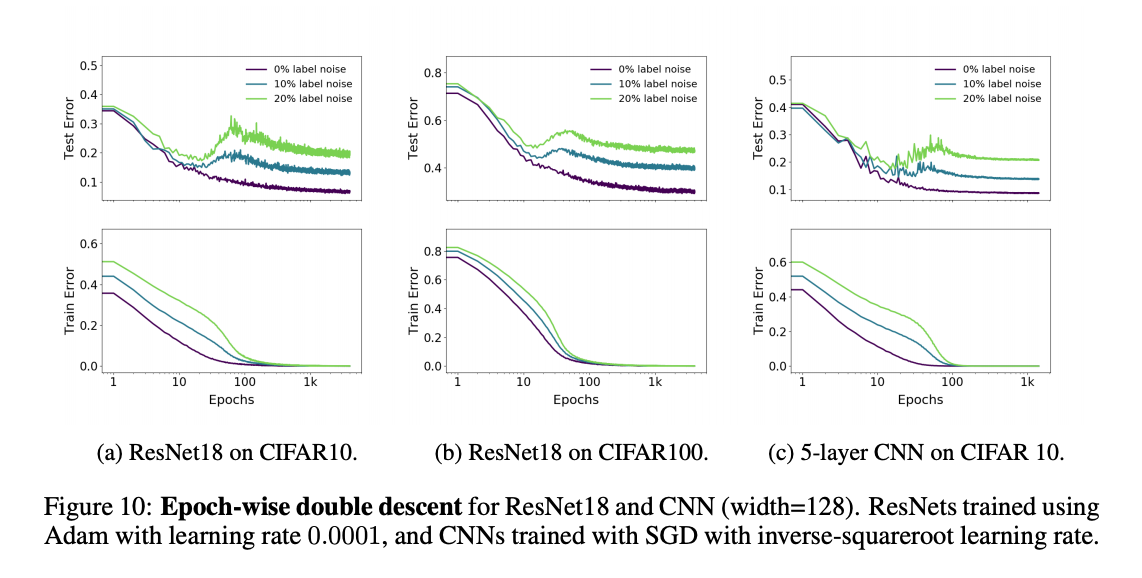 0.5
0.4
0.3
0.2
0.1
Test Error
0% label noise
10% label noise
20% label noise
0.8
0.6
0.4
Test Error
0% label noise
10% label noise
20% label noise
0.5
0.4
0.3
0.2
0.1
Test Error
0% label noise
10% label noise
20% label noise
0.6
0.4
0.2
0.0
Train Error
1 10 100 1k
Epochs
0.8
0.6
0.4
0.2
0.0
Train Error
1 10 100 1k
Epochs
0.6
0.4
0.2
0.0
Train Error
1 10 100 1k
Epochs
(a) ResNet18 on CIFAR10.
(b) ResNet18 on CIFAR100.
(c) 5-layer CNN on CIFAR 10.
Figure 10: Epoch-wise double descent for ResNet18 and CNN (width=128). ResNets trained using
Adam with learning rate 0.0001, and CNNs trained with SGD with inverse-squareroot learning rate.